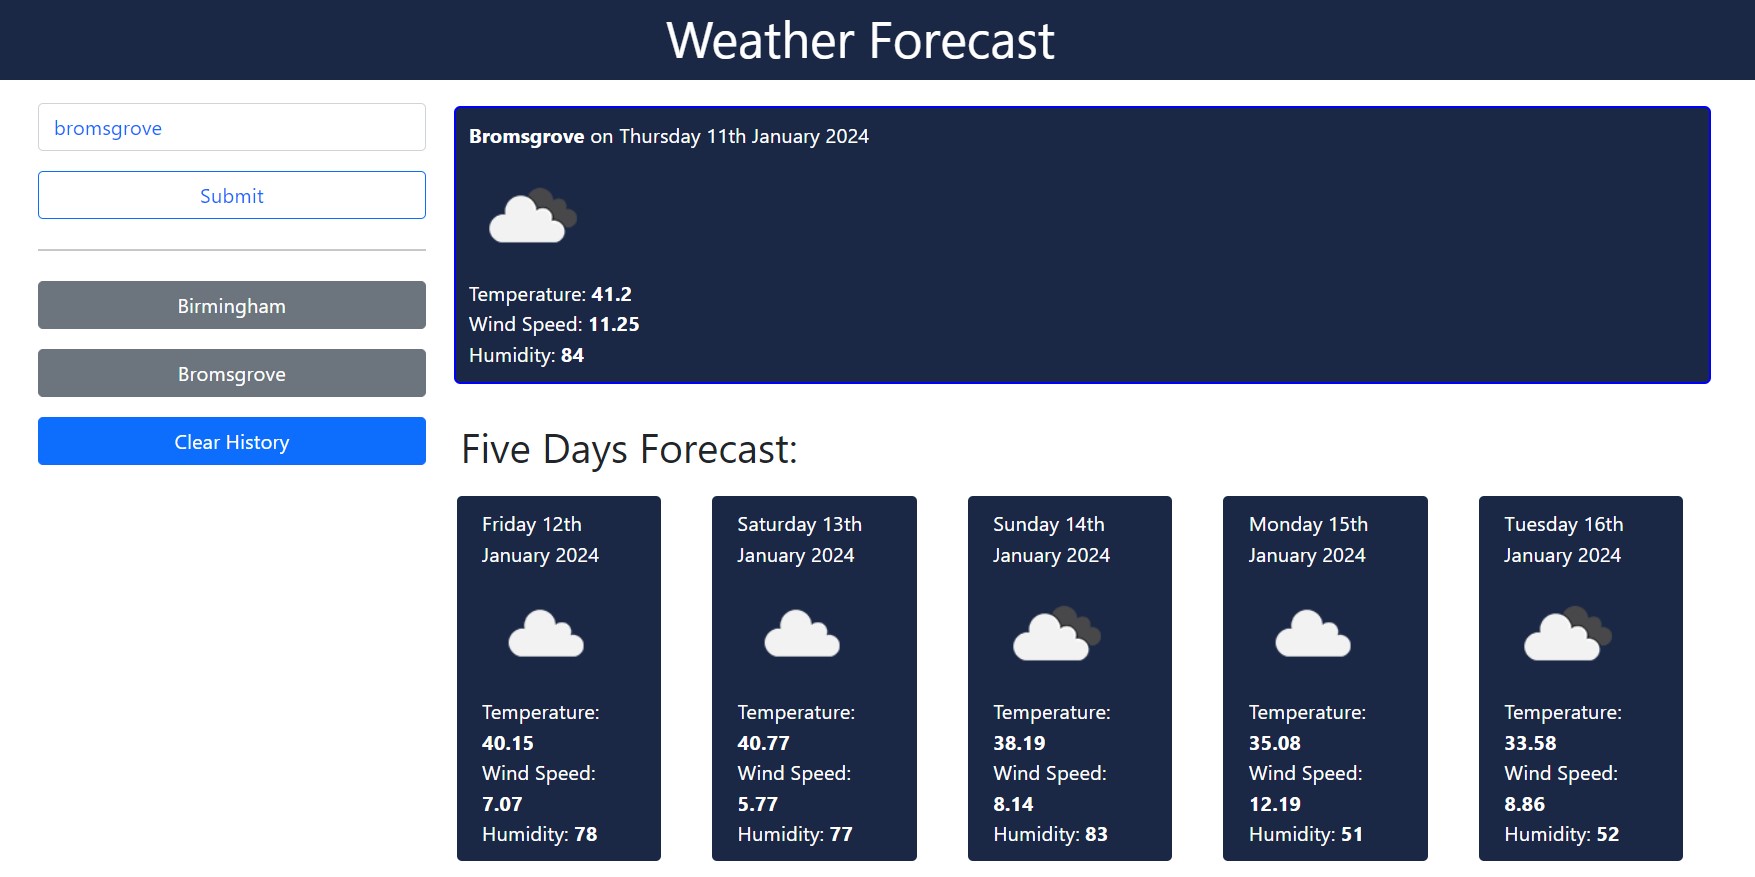 Weather Forecast
bromsgrove
Submit
Birmingham
Bromsgrove
Clear History
Bromsgrove on Thursday 11th January 2024
Temperature: 41.2
Wind Speed: 11.25
Humidity: 84
Five Days Forecast:
Friday 12th
January 2024
Temperature:
40.15
Wind Speed:
7.07
Humidity: 78
Saturday 13th
January 2024
Temperature:
40.77
Wind Speed:
5.77
Humidity: 77
Sunday 14th
January 2024
Temperature:
38.19
Wind Speed:
8.14
Humidity: 83
Monday 15th
January 2024
Temperature:
35.08
Wind Speed:
12.19
Humidity: 51
Tuesday 16th
January 2024
Temperature:
33.58
Wind Speed:
8.86
Humidity: 52